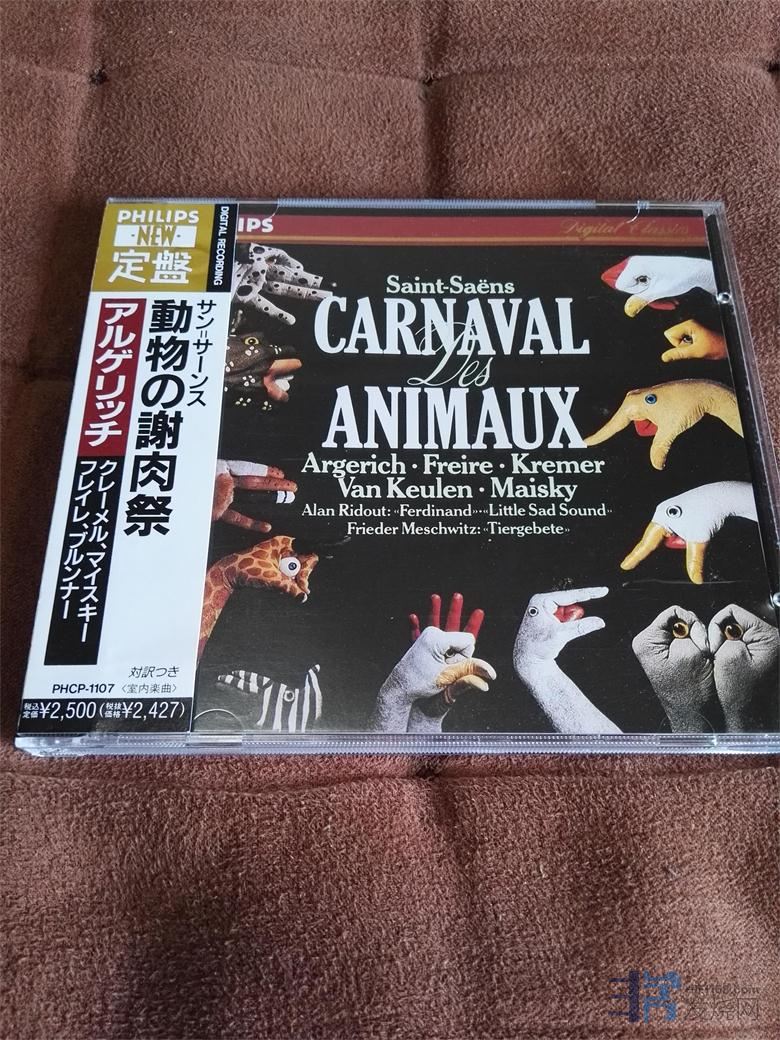 PHILIPS
NEW
定盤
DIGITAL RECORDING
サン=サーンス
動物の謝肉祭
アルゲリッチ
クレーメル、マイスキー
フレイレ、ブルンナー
対訳つき
PHCP-1107 〈室内楽曲〉
税込定価¥2,500(税抜価格¥2,427)
IPS
Digital Classics
Saint-Saëns
CARNAVAL
Des
ANIMAUX
Argerich · Freire · Kremer
Van Keulen · Maisky
Alan Ridout: «Ferdinand»·«Little Sad Sound»
Frieder Meschwitz: «Tiergebete»
发烧网